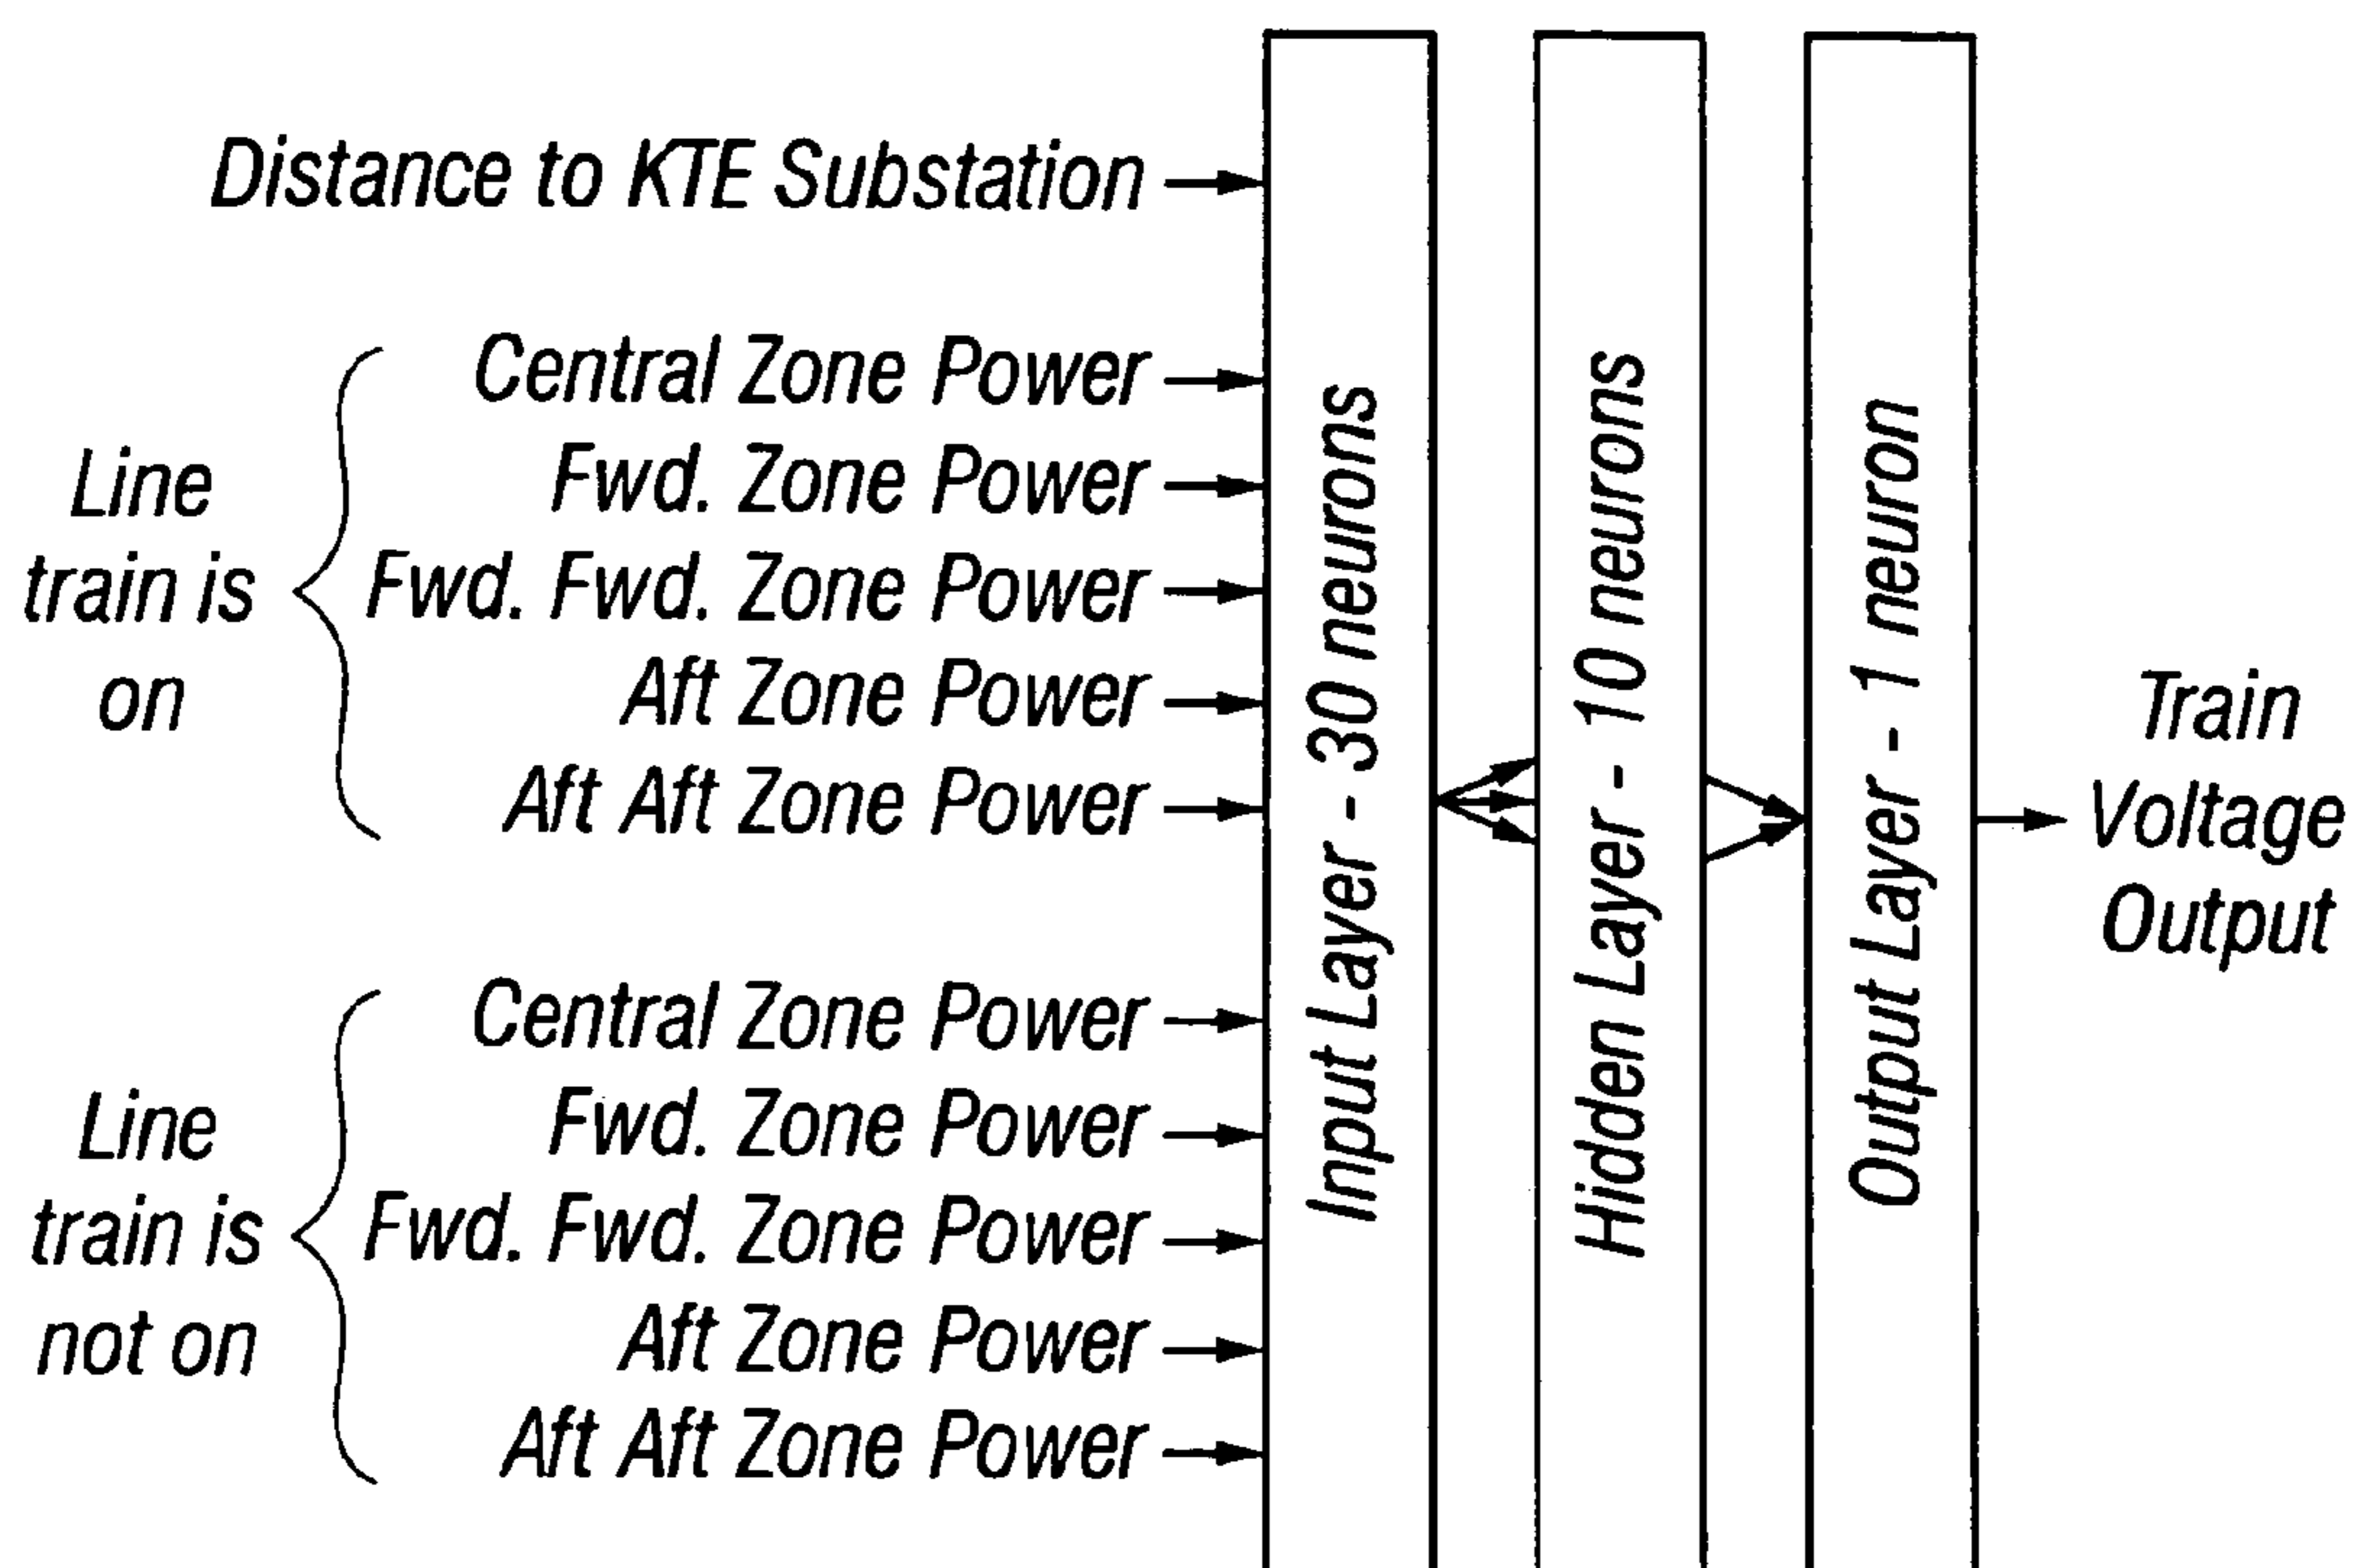 Distance to KTE Substation
Line
train is
on
Central Zone Power
Fwd. Zone Power
Fwd. Fwd. Zone Power
Aft Zone Power
Aft Aft Zone Power
Line
train is
not on
Central Zone Power
Fwd. Zone Power
Fwd. Fwd. Zone Power
Aft Zone Power
Aft Aft Zone Power
Input Layer - 30 neurons
Hidden Layer - 10 neurons
Output Layer - 1 neuron
Train
Voltage
Output